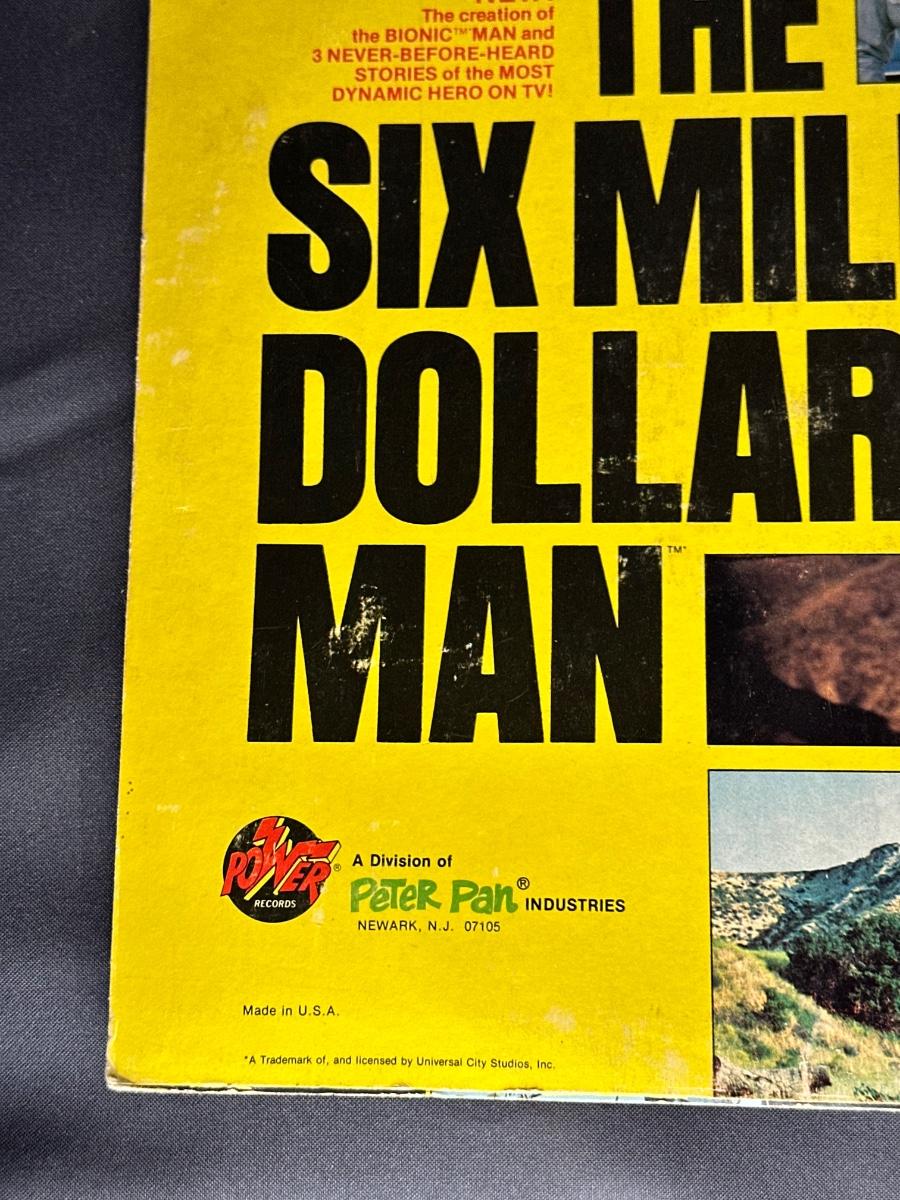 The creation of
the BIONIC™ MAN and
3 NEVER-BEFORE-HEARD
STORIES of the MOST
DYNAMIC HERO ON TV!
THE
SIX MIL
DOLLAR
MAN™*
POWER®
RECORDS
A Division of
Peter Pan® INDUSTRIES
NEWARK, N.J. 07105
Made in U.S.A.
*A Trademark of, and licensed by Universal City Studios, Inc.